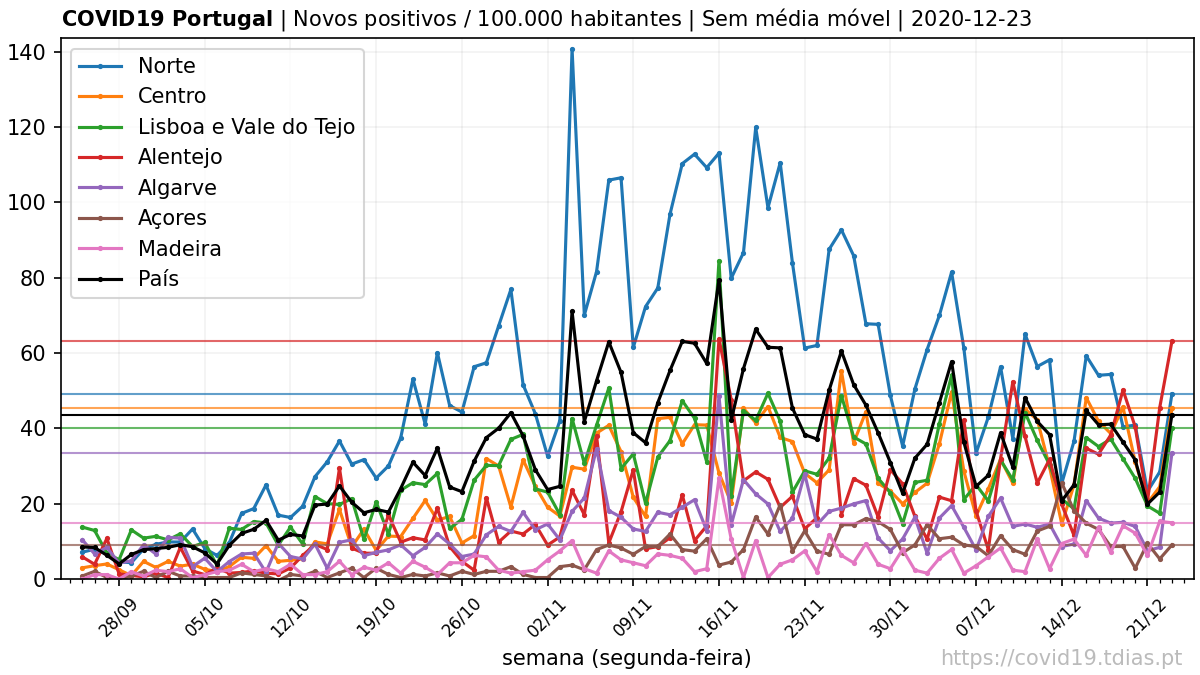 COVID19 Portugal | Novos positivos / 100.000 habitantes | Sem média móvel | 2020-12-23
140
120
100
80
60
40
20
0
Norte
Centro
Lisboa e Vale do Tejo
Alentejo
Algarve
Açores
Madeira
País
28/09 05/10 12/10 19/10 26/10 02/11 09/11 16/11 23/11 30/11 07/12 14/12 21/12
semana (segunda-feira)
https://covid19.tdias.pt